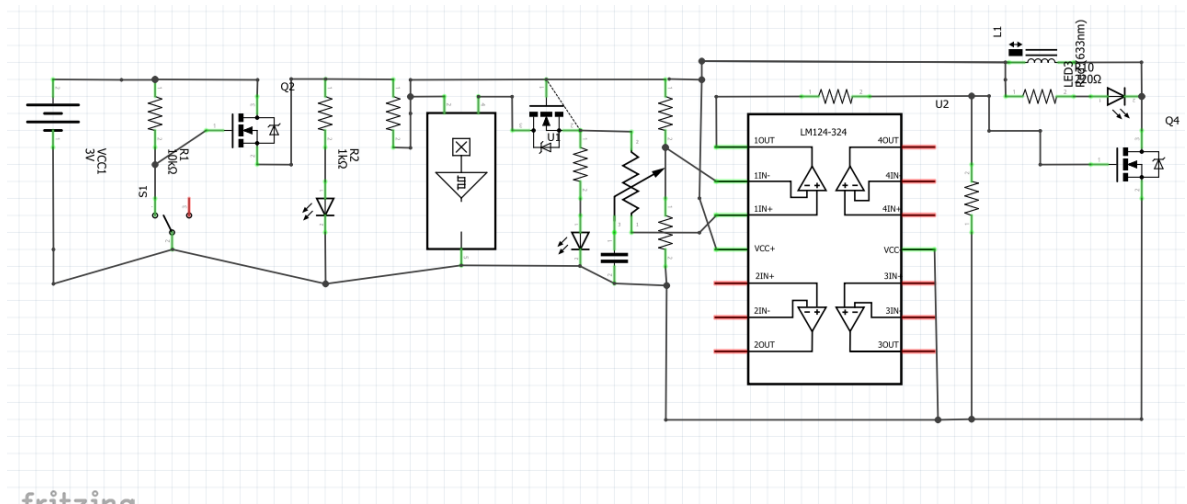 L1
LED3
Red (633nm)
R10
220Ω
Q2
U2
Q4
LM124-324
1OUT
4OUT
U1
VCC1
3V
R1
10kΩ
R2
1kΩ
1IN-
4IN-
S1
1IN+
4IN+
VCC+
VCC-
2IN+
3IN+
2IN-
3IN-
2OUT
3OUT
fritzing